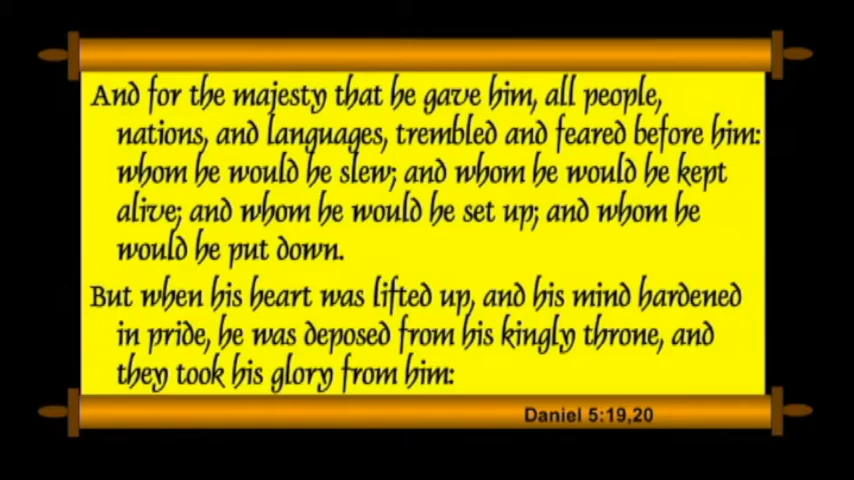 And for the majesty that he gave him, all people,
nations, and languages, trembled and feared before him:
whom he would he slew; and whom he would he kept
alive; and whom he would he set up; and whom he
would he put down.
But when his heart was lifted up, and his mind hardened
in pride, he was deposed from his kingly throne, and
they took his glory from him:
Daniel 5:19,20